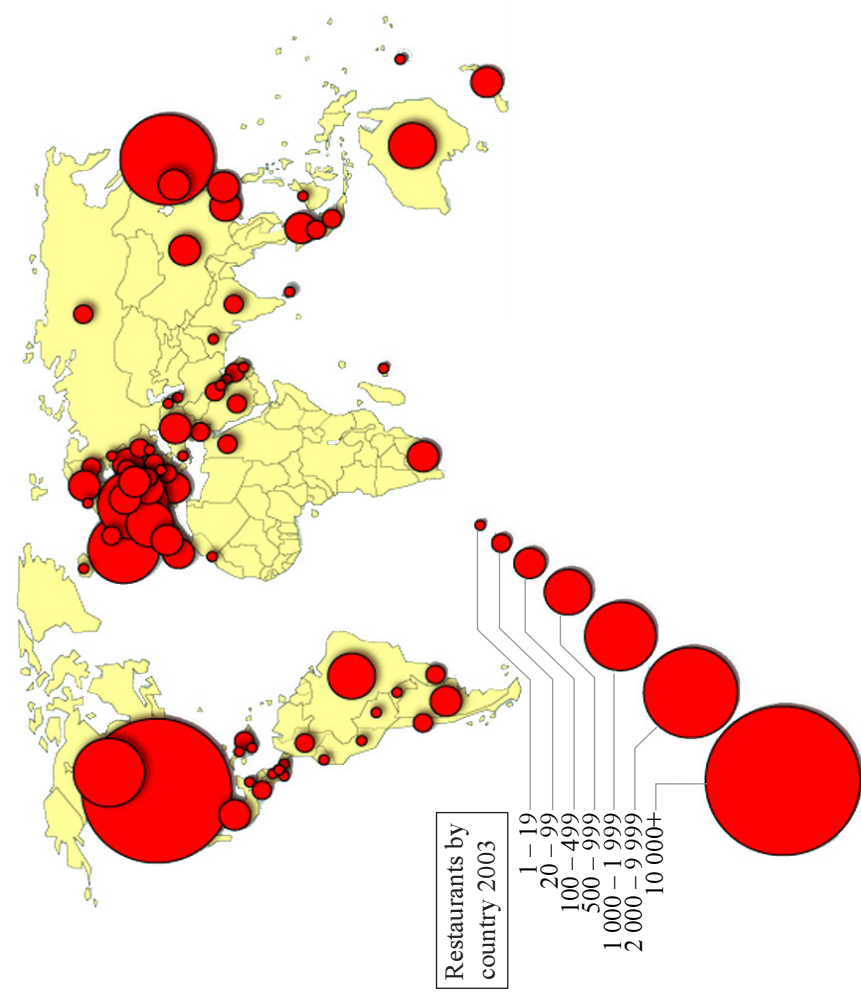 Restaurants by
country 2003
1 – 19
20 – 99
100 – 499
500 – 999
1 000 – 1 999
2 000 – 9 999
10 000+